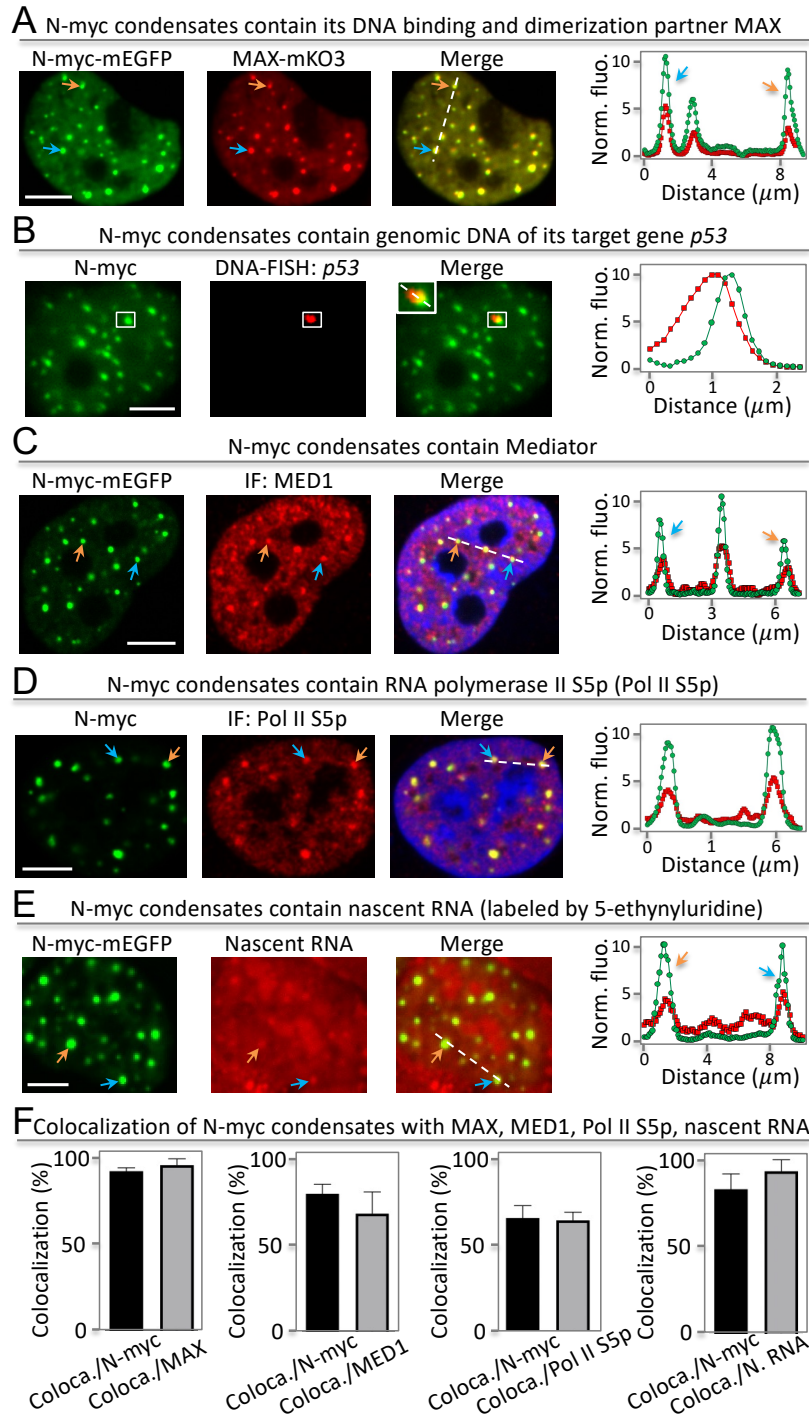 A N-myc condensates contain its DNA binding and dimerization partner MAX
N-myc-mEGFP MAX-mKO3 Merge
Norm. fluo.
10
5
0
0 4 8
Distance (μm)
B N-myc condensates contain genomic DNA of its target gene p53
N-myc DNA-FISH: p53 Merge
Norm. fluo.
10
5
0
0 1 2
Distance (μm)
C N-myc condensates contain Mediator
N-myc-mEGFP IF: MED1 Merge
Norm. fluo.
10
5
0
0 3 6
Distance (μm)
D N-myc condensates contain RNA polymerase II S5p (Pol II S5p)
N-myc IF: Pol II S5p Merge
Norm. fluo.
10
5
0
0 1 6
Distance (μm)
E N-myc condensates contain nascent RNA (labeled by 5-ethynyluridine)
N-myc-mEGFP Nascent RNA Merge
Norm. fluo.
10
5
0
0 4 8
Distance (μm)
F Colocalization of N-myc condensates with MAX, MED1, Pol II S5p, nascent RNA
Colocalization (%)
100
50
0
Coloca./N-myc
Coloca./MAX
Colocalization (%)
100
50
0
Coloca./N-myc
Coloca./MED1
Colocalization (%)
100
50
0
Coloca./N-myc
Coloca./Pol II S5p
Colocalization (%)
100
50
0
Coloca./N-myc
Coloca./N. RNA